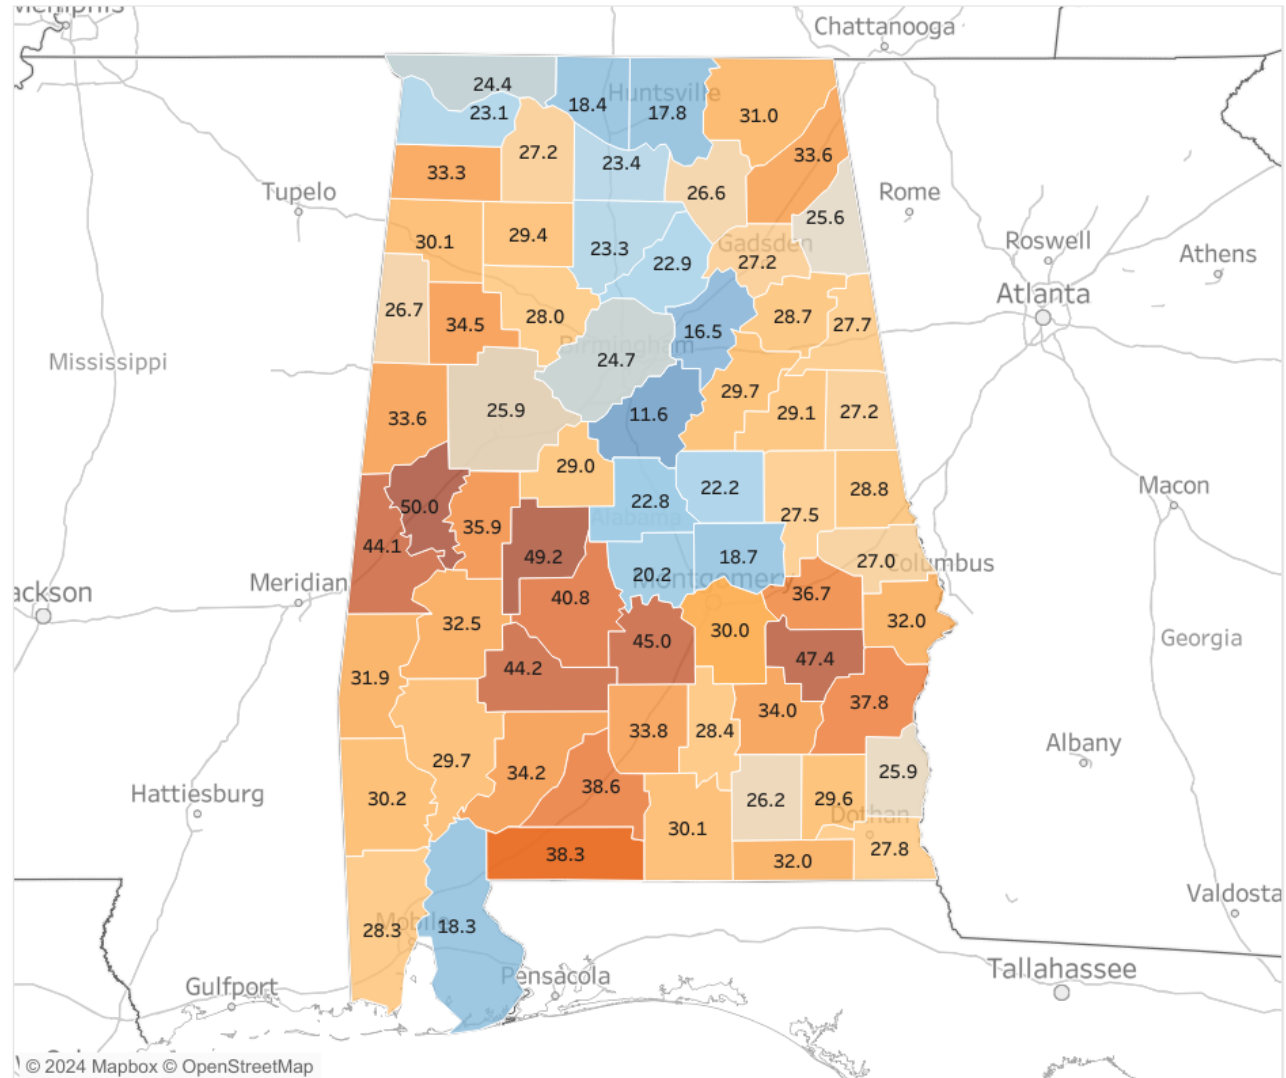 Memphis
Chattanooga
24.4
Huntsville
18.4
17.8
23.1
31.0
27.2
33.6
23.4
33.3
26.6
Tupelo
Rome
25.6
29.4
30.1
Gadsden
Roswell
23.3
Athens
22.9
27.2
Atlanta
26.7
28.0
28.7
34.5
27.7
16.5
Birmingham
24.7
Mississippi
29.7
25.9
29.1
27.2
11.6
33.6
29.0
Macon
22.2
28.8
22.8
50.0
27.5
Alabama
35.9
44.1
49.2
18.7
27.0
Columbus
20.2
Meridian
Montgomery
ackson
36.7
40.8
32.5
32.0
30.0
45.0
Georgia
47.4
44.2
31.9
37.8
34.0
33.8
28.4
Albany
29.7
34.2
25.9
38.6
Hattiesburg
30.2
26.2
29.6
Dothan
30.1
27.8
38.3
32.0
Valdosta
Mobile
28.3
18.3
Tallahassee
Pensacola
Gulfport
© 2024 Mapbox © OpenStreetMap